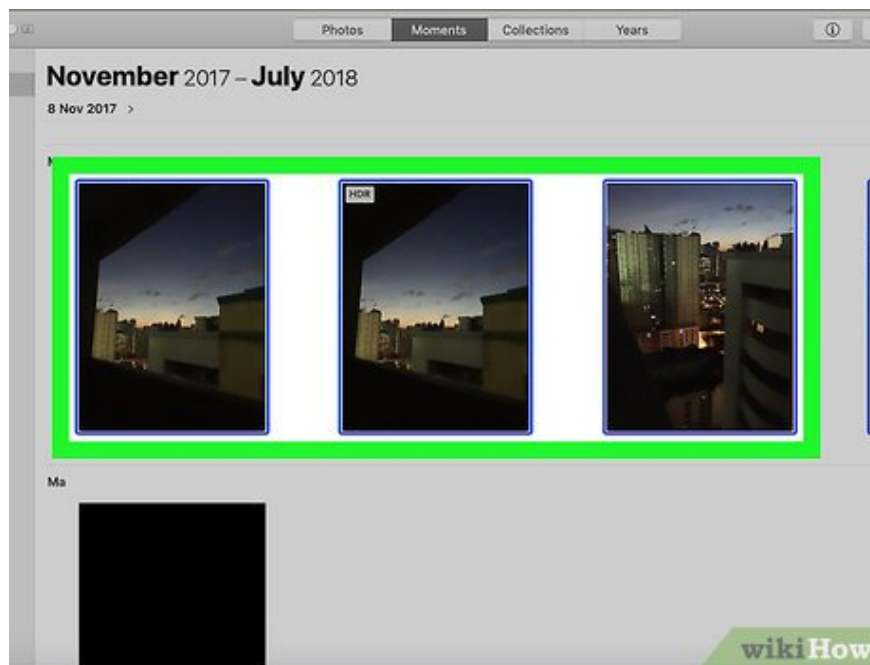 Photos Moments Collections Years
November 2017 – July 2018
8 Nov 2017 >
HDR
Ma
wikiHow